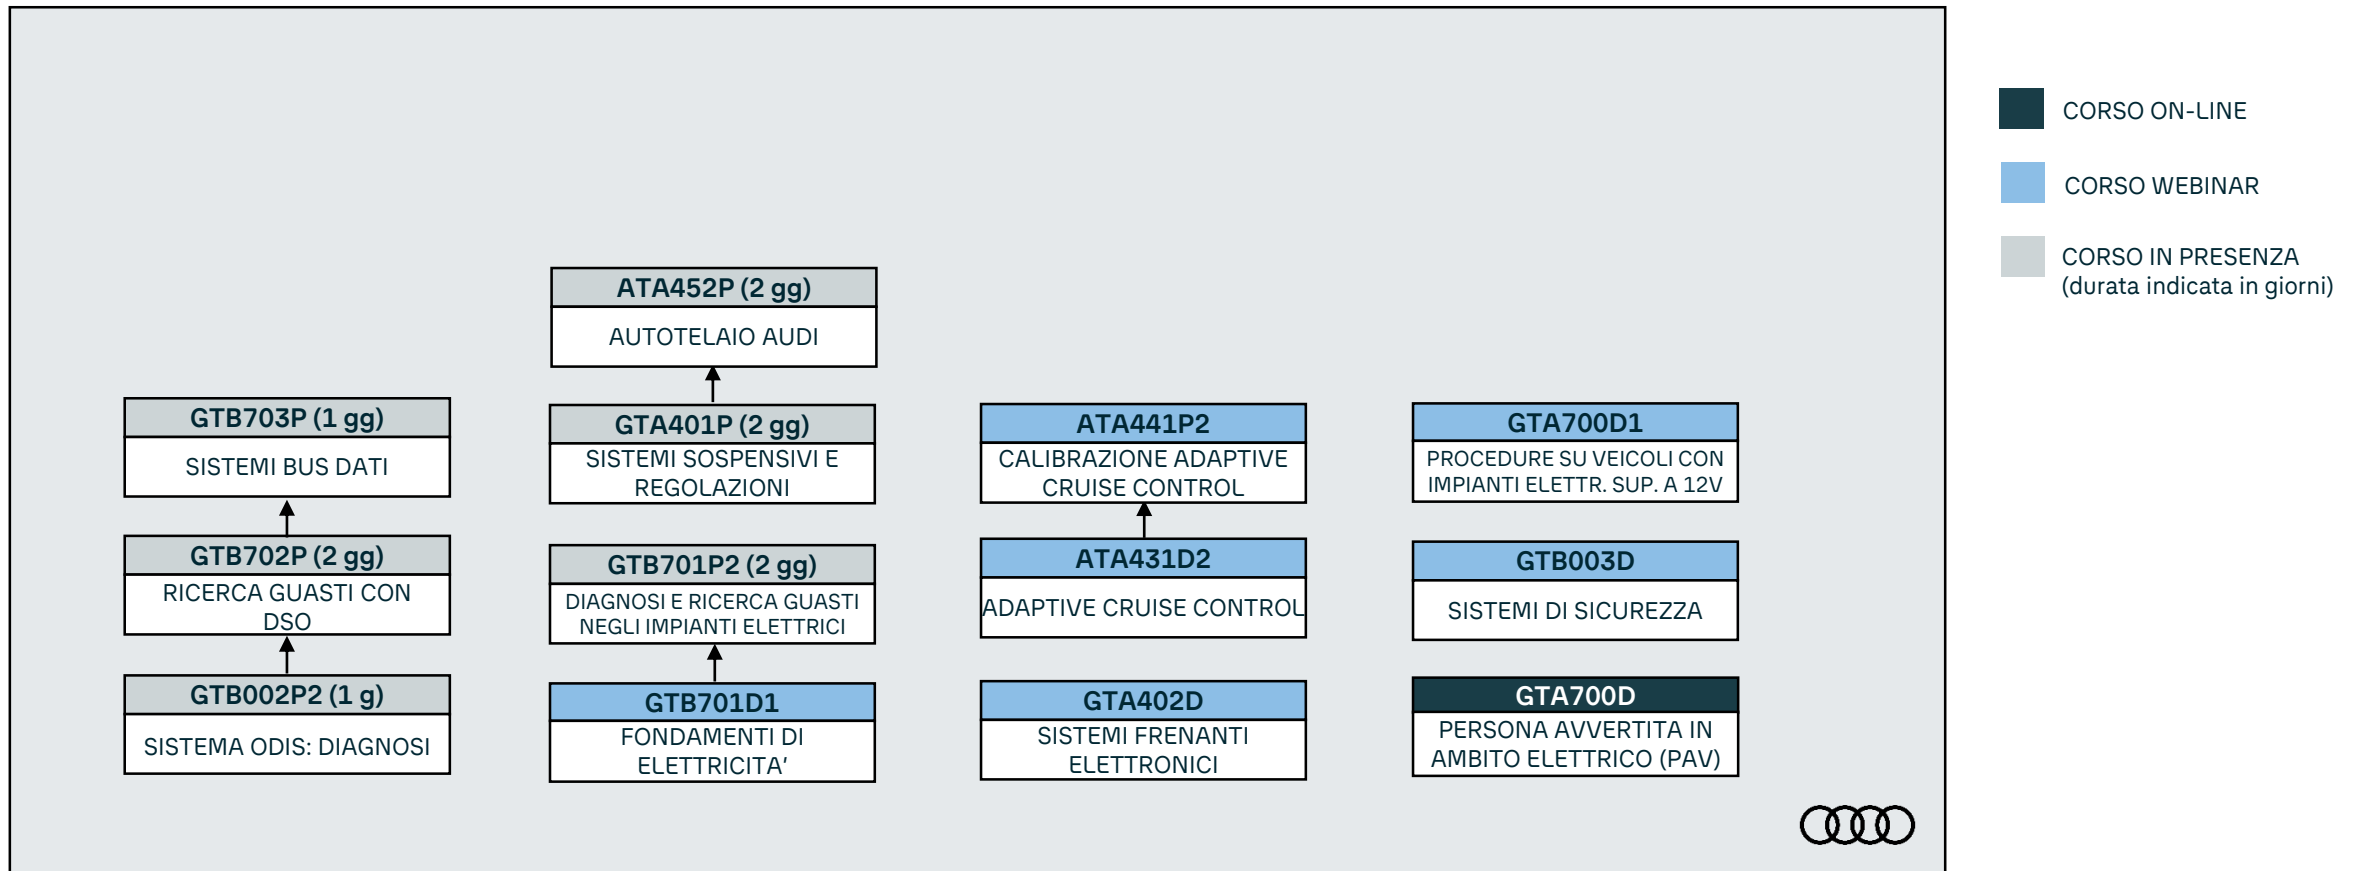 ATA452P (2 gg)
AUTOTELAIO AUDI
GTB703P (1 gg)
SISTEMI BUS DATI
GTB702P (2 gg)
RICERCA GUASTI CON
DSO
GTB002P2 (1 g)
SISTEMA ODIS: DIAGNOSI
GTA401P (2 gg)
SISTEMI SOSPENSIVI E
REGOLAZIONI
GTB701P2 (2 gg)
DIAGNOSI E RICERCA GUASTI
NEGLI IMPIANTI ELETTRICI
GTB701D1
FONDAMENTI DI
ELETTRICITA’
ATA441P2
CALIBRAZIONE ADAPTIVE
CRUISE CONTROL
ATA431D2
ADAPTIVE CRUISE CONTROL
GTA402D
SISTEMI FRENANTI
ELETTRONICI
GTA700D1
PROCEDURE SU VEICOLI CON
IMPIANTI ELETTR. SUP. A 12V
GTB003D
SISTEMI DI SICUREZZA
GTA700D
PERSONA AVVERTITA IN
AMBITO ELETTRICO (PAV)
CORSO ON-LINE
CORSO WEBINAR
CORSO IN PRESENZA
(durata indicata in giorni)